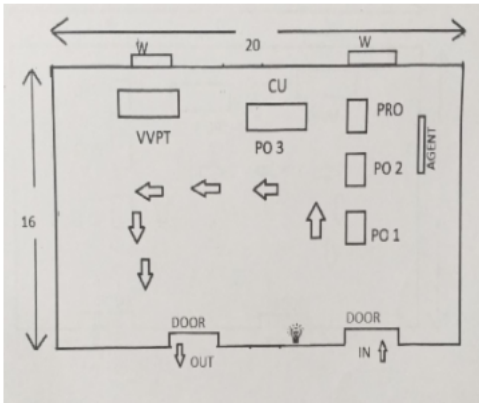 20
W
W
CU
PRO
VVPT
PO 3
AGENT
PO 2
16
PO 1
DOOR
DOOR
OUT
IN